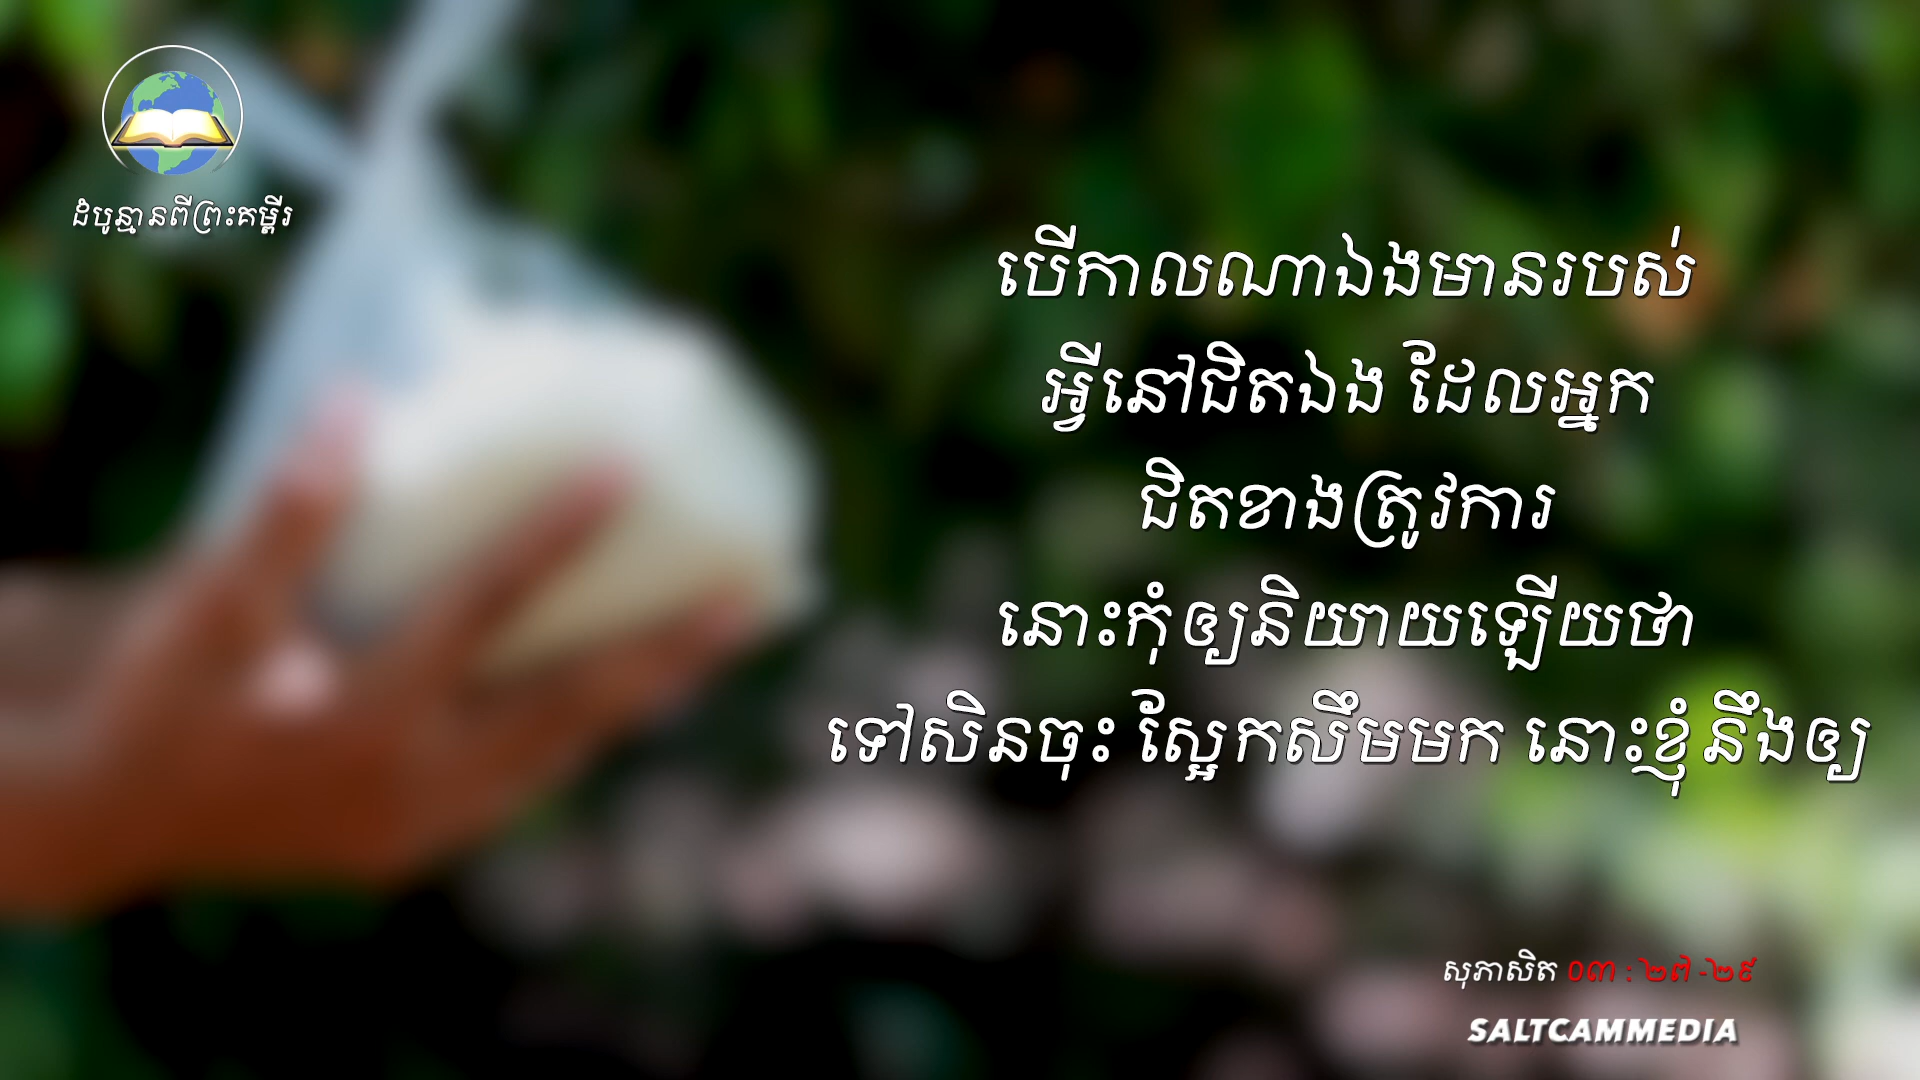 ដំបូន្មានពីព្រះគម្ពីរ
បើកាលណាឯងមានរបស់
អ្វីនៅជិតឯង ដែលអ្នក
ជិតខាងត្រូវការ
នោះកុំឲ្យនិយាយឡើយថា
ទៅសិនចុះ ស្អែកសឹមមក នោះខ្ញុំនឹងឲ្យ
សុភាសិត ០៣ : ២៧ -២៩
SALTCAMMEDIA